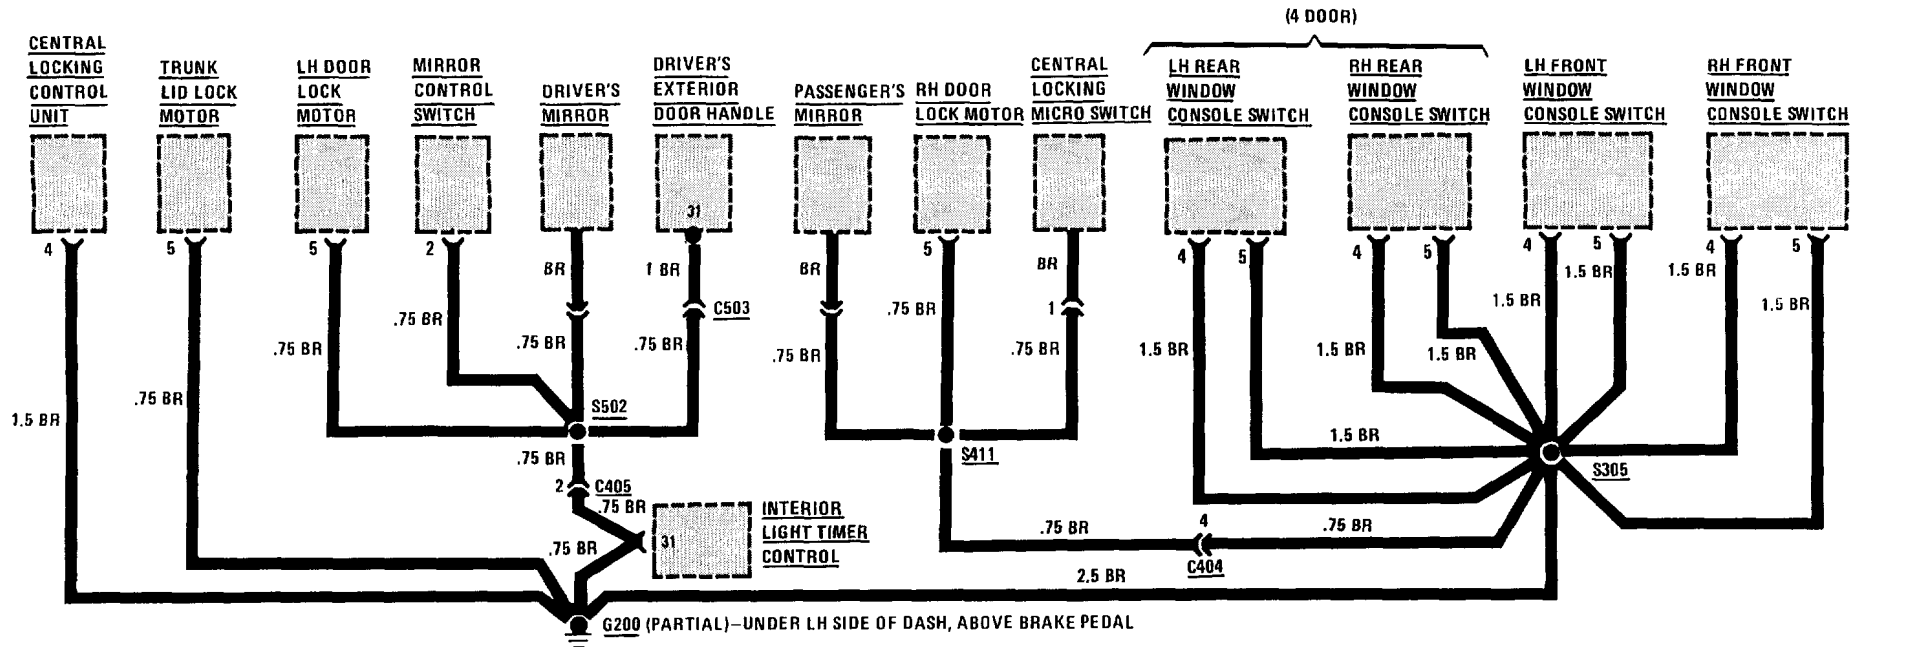 (4 DOOR)
CENTRAL
LOCKING
CONTROL
UNIT
TRUNK
LID LOCK
MOTOR
LH DOOR
LOCK
MOTOR
MIRROR
CONTROL
SWITCH
DRIVER'S
MIRROR
DRIVER'S
EXTERIOR
DOOR HANDLE
PASSENGER'S
MIRROR
RH DOOR
LOCK MOTOR
CENTRAL
LOCKING
MICRO SWITCH
LH REAR
WINDOW
CONSOLE SWITCH
RH REAR
WINDOW
CONSOLE SWITCH
LH FRONT
WINDOW
CONSOLE SWITCH
RH FRONT
WINDOW
CONSOLE SWITCH
31
4
5
5
2
5
4
5
4
5
4
5
4
5
BR
1 BR
BR
BR
1.5 BR
1.5 BR
C503
1
.75 BR
.75 BR
1.5 BR
1.5 BR
.75 BR
.75 BR
.75 BR
.75 BR
.75 BR
.75 BR
1.5 BR
1.5 BR
1.5 BR
.75 BR
S502
1.5 BR
1.5 BR
.75 BR
S411
S305
2
C405
.75 BR
INTERIOR
LIGHT TIMER
CONTROL
31
.75 BR
.75 BR
4
.75 BR
C404
2.5 BR
G200 (PARTIAL)–UNDER LH SIDE OF DASH, ABOVE BRAKE PEDAL